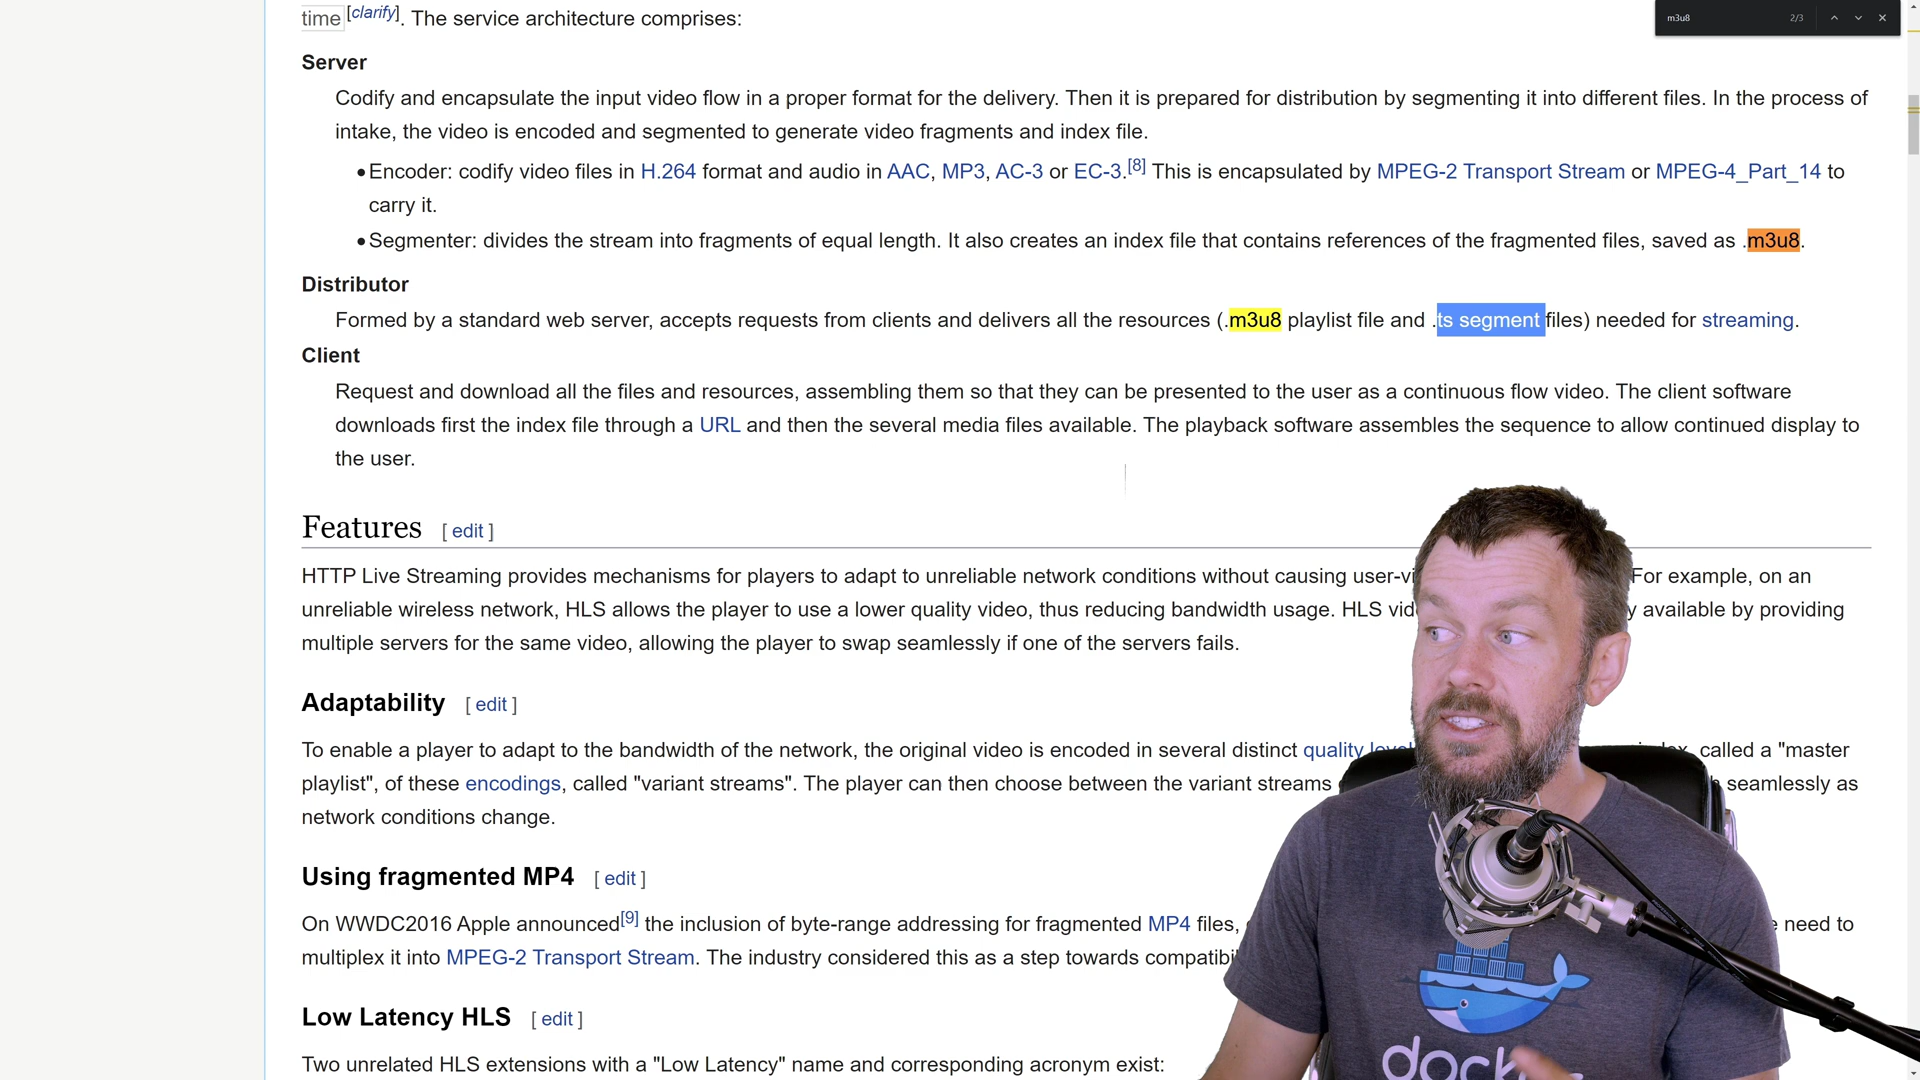 time [clarify]. The service architecture comprises:
m3u8 2/3
Server
Codify and encapsulate the input video flow in a proper format for the delivery. Then it is prepared for distribution by segmenting it into different files. In the process of
intake, the video is encoded and segmented to generate video fragments and index file.
• Encoder: codify video files in H.264 format and audio in AAC, MP3, AC-3 or EC-3.[8] This is encapsulated by MPEG-2 Transport Stream or MPEG-4_Part_14 to
carry it.
• Segmenter: divides the stream into fragments of equal length. It also creates an index file that contains references of the fragmented files, saved as .m3u8.
Distributor
Formed by a standard web server, accepts requests from clients and delivers all the resources (.m3u8 playlist file and .ts segment files) needed for streaming.
Client
Request and download all the files and resources, assembling them so that they can be presented to the user as a continuous flow video. The client software
downloads first the index file through a URL and then the several media files available. The playback software assembles the sequence to allow continued display to
the user.
Features [ edit ]
HTTP Live Streaming provides mechanisms for players to adapt to unreliable network conditions without causing For example, on an
unreliable wireless network, HLS allows the player to use a lower quality video, thus reducing bandwidth usage. HLS available by providing
multiple servers for the same video, allowing the player to swap seamlessly if one of the servers fails.
Adaptability [ edit ]
To enable a player to adapt to the bandwidth of the network, the original video is encoded in several distinct quality called a "master
playlist", of these encodings, called "variant streams". The player can then choose between the variant streams seamlessly as
network conditions change.
Using fragmented MP4 [ edit ]
On WWDC2016 Apple announced[9] the inclusion of byte-range addressing for fragmented MP4 files, need to
multiplex it into MPEG-2 Transport Stream. The industry considered this as a step towards
Low Latency HLS [ edit ]
Two unrelated HLS extensions with a "Low Latency" name and corresponding acronym exist: